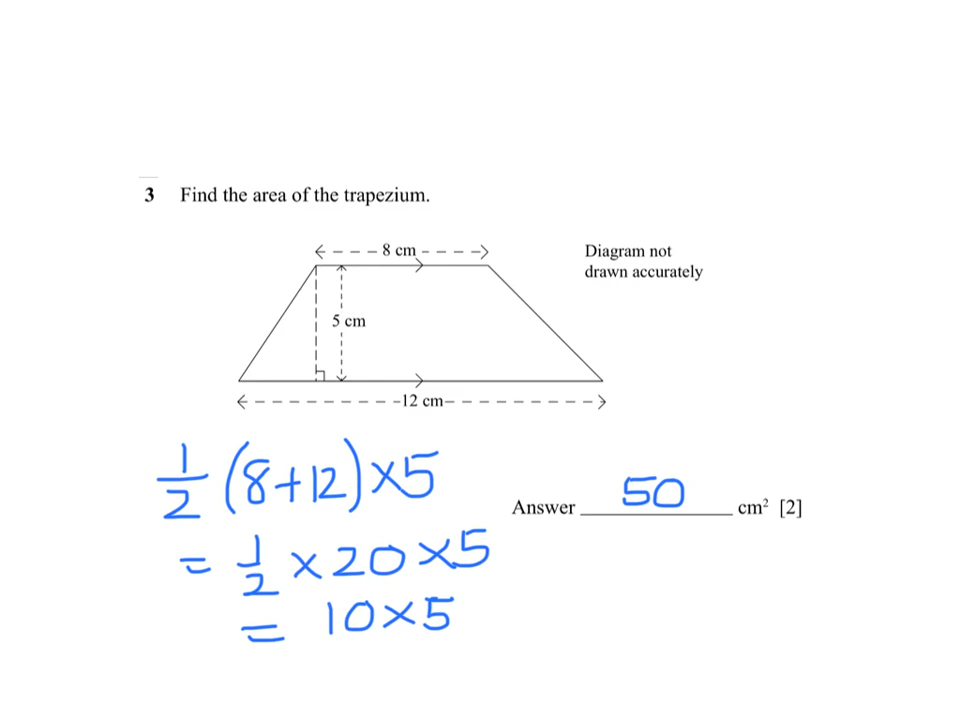 3 Find the area of the trapezium.
8 cm
Diagram not
drawn accurately
5 cm
12 cm
½ (8+12)×5
Answer 50 cm² [2]
= ½ × 20 × 5
= 10×5